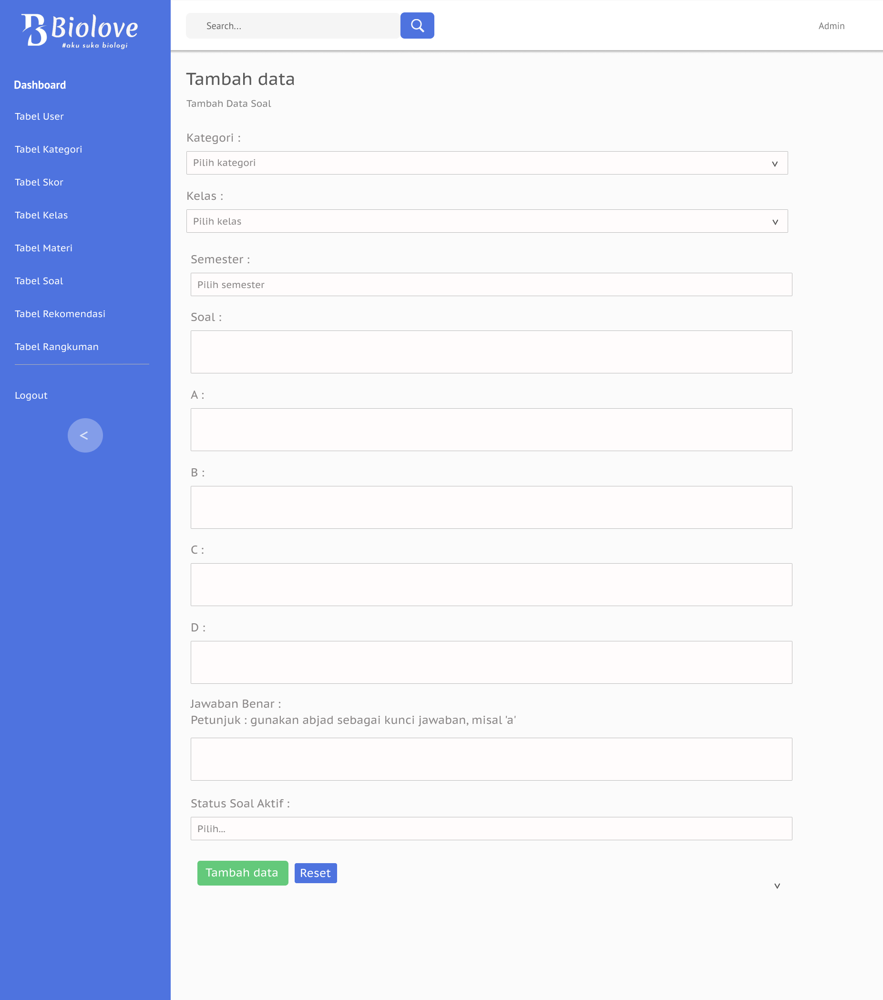 Biolove
#aku suka biologi
Dashboard
Tabel User
Tabel Kategori
Tabel Skor
Tabel Kelas
Tabel Materi
Tabel Soal
Tabel Rekomendasi
Tabel Rangkuman
Logout
<
Search...
Admin
Tambah data
Tambah Data Soal
Kategori :
Pilih kategori
v
Kelas :
Pilih kelas
v
Semester :
Pilih semester
Soal :
A :
B :
C :
D :
Jawaban Benar :
Petunjuk : gunakan abjad sebagai kunci jawaban, misal 'a'
Status Soal Aktif :
Pilih...
Tambah data
Reset
v